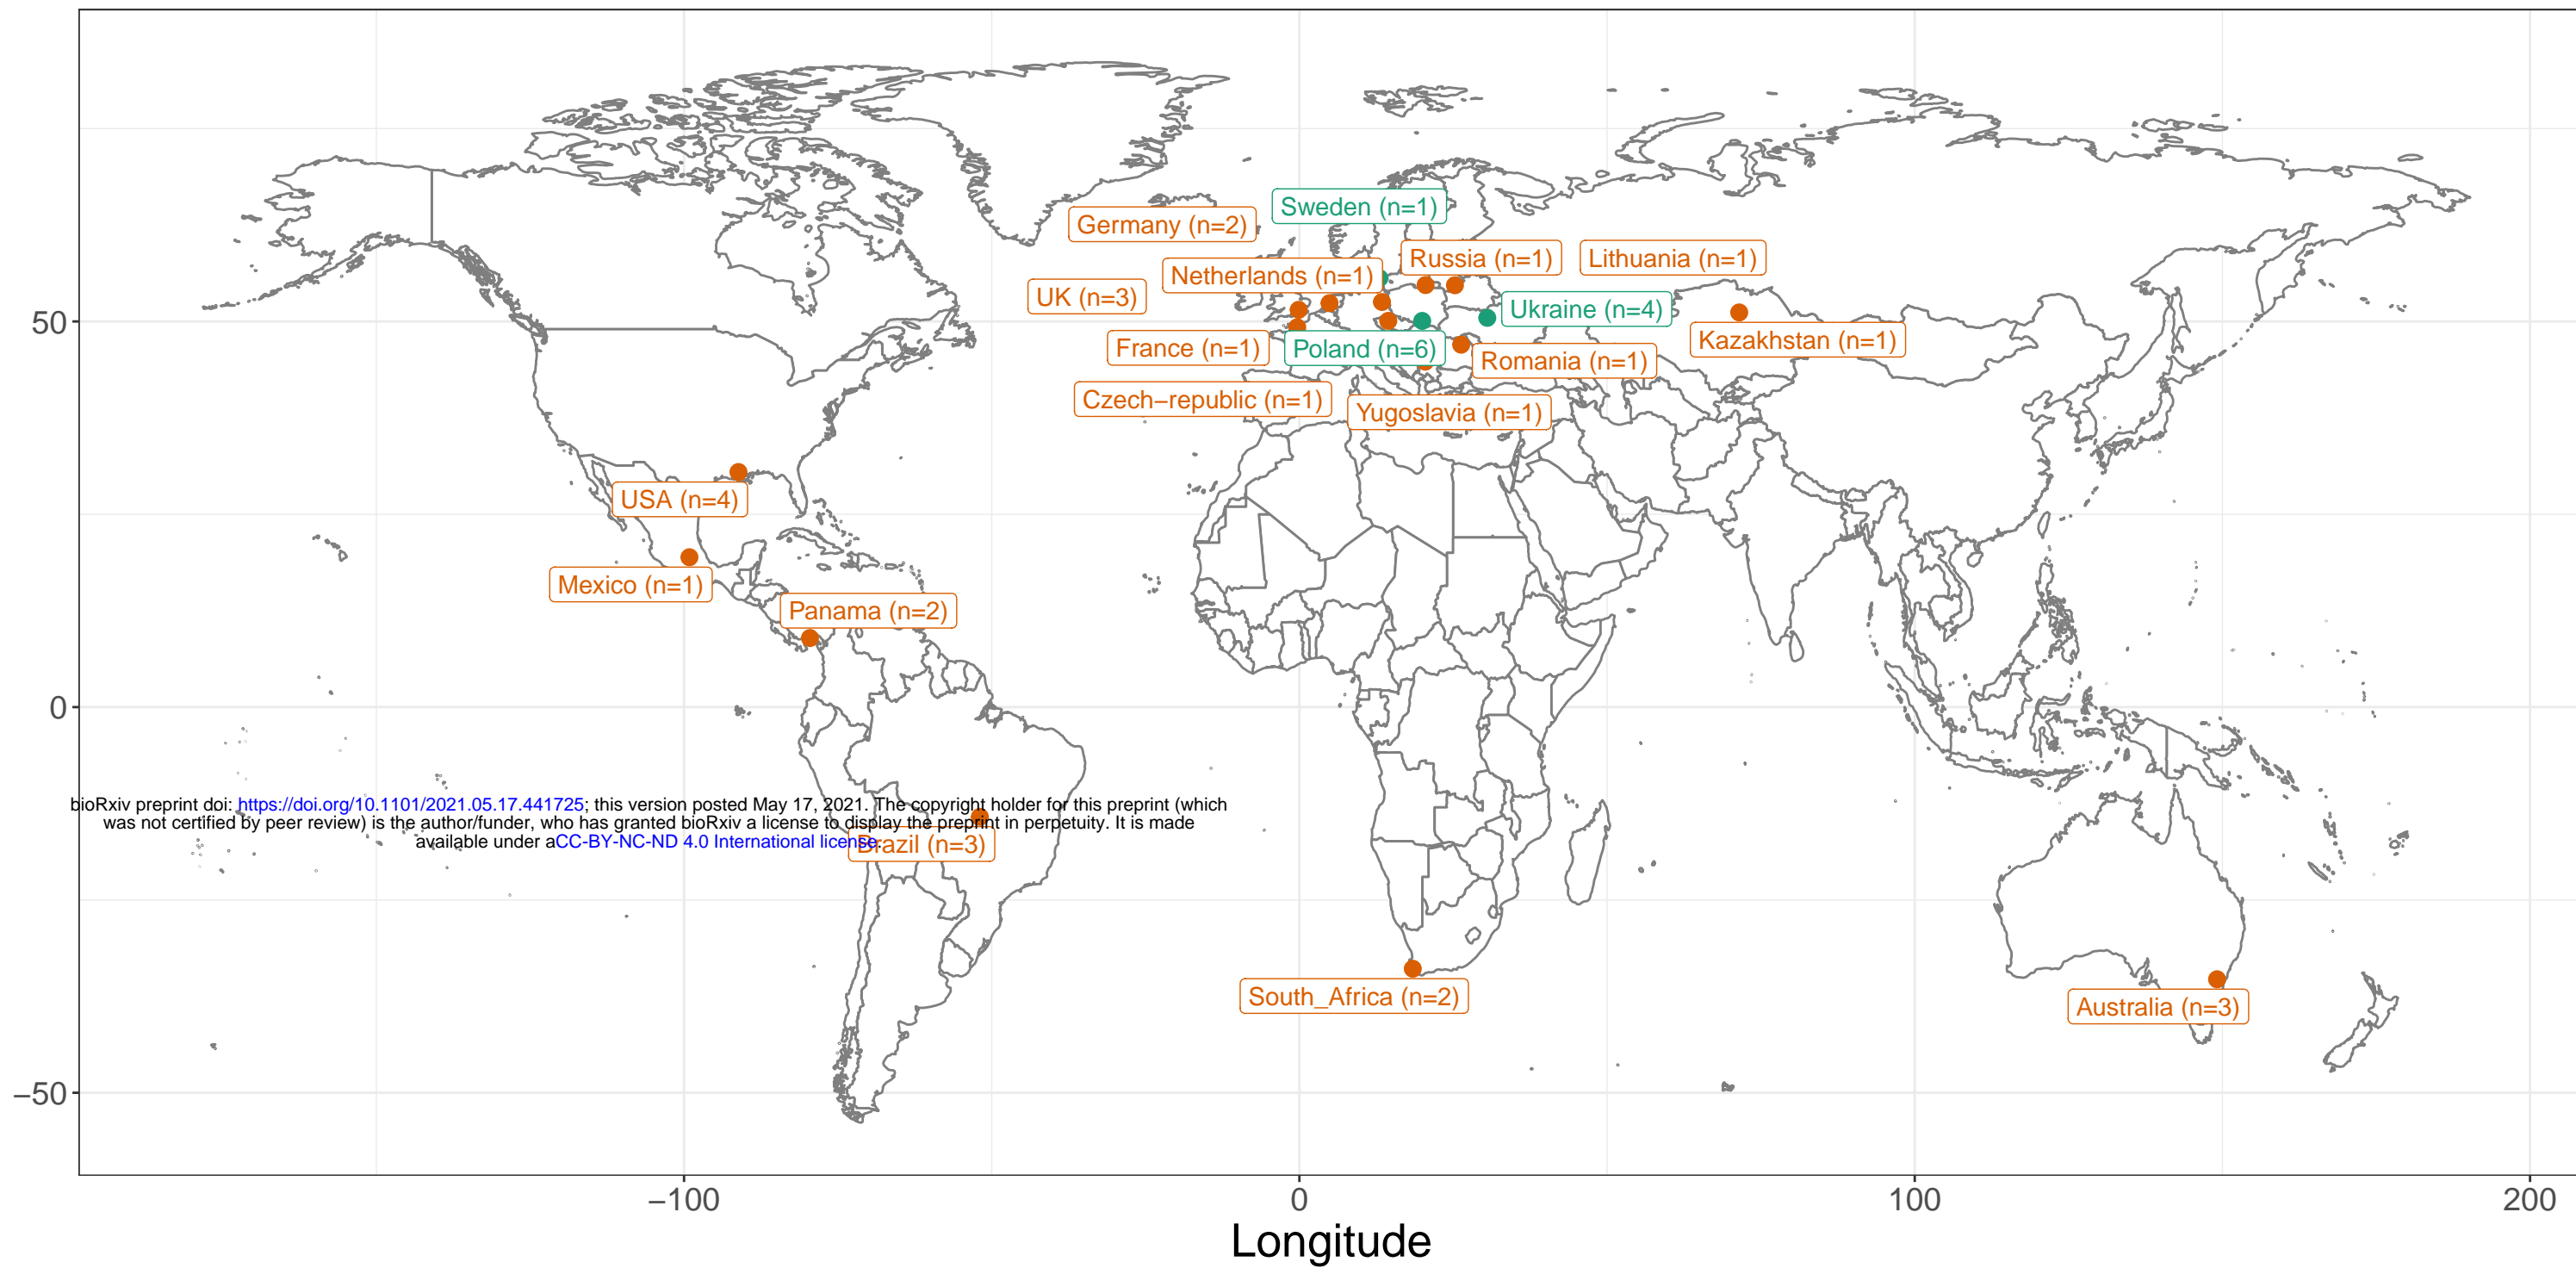 Sweden (n=1)
Germany (n=2)
Russia (n=1)
Lithuania (n=1)
Netherlands (n=1)
UK (n=3)
Ukraine (n=4)
50
Kazakhstan (n=1)
France (n=1)
Poland (n=6)
Romania (n=1)
Czech−republic (n=1)
Yugoslavia (n=1)
USA (n=4)
Mexico (n=1)
Panama (n=2)
0
bioRxiv preprint doi: https://doi.org/10.1101/2021.05.17.441725; this version posted May 17, 2021. The copyright holder for this preprint (which
was not certified by peer review) is the author/funder, who has granted bioRxiv a license to display the preprint in perpetuity. It is made
available under aCC-BY-NC-ND 4.0 International license.
Brazil (n=3)
South_Africa (n=2)
Australia (n=3)
−50
−100
0
100
200
Longitude